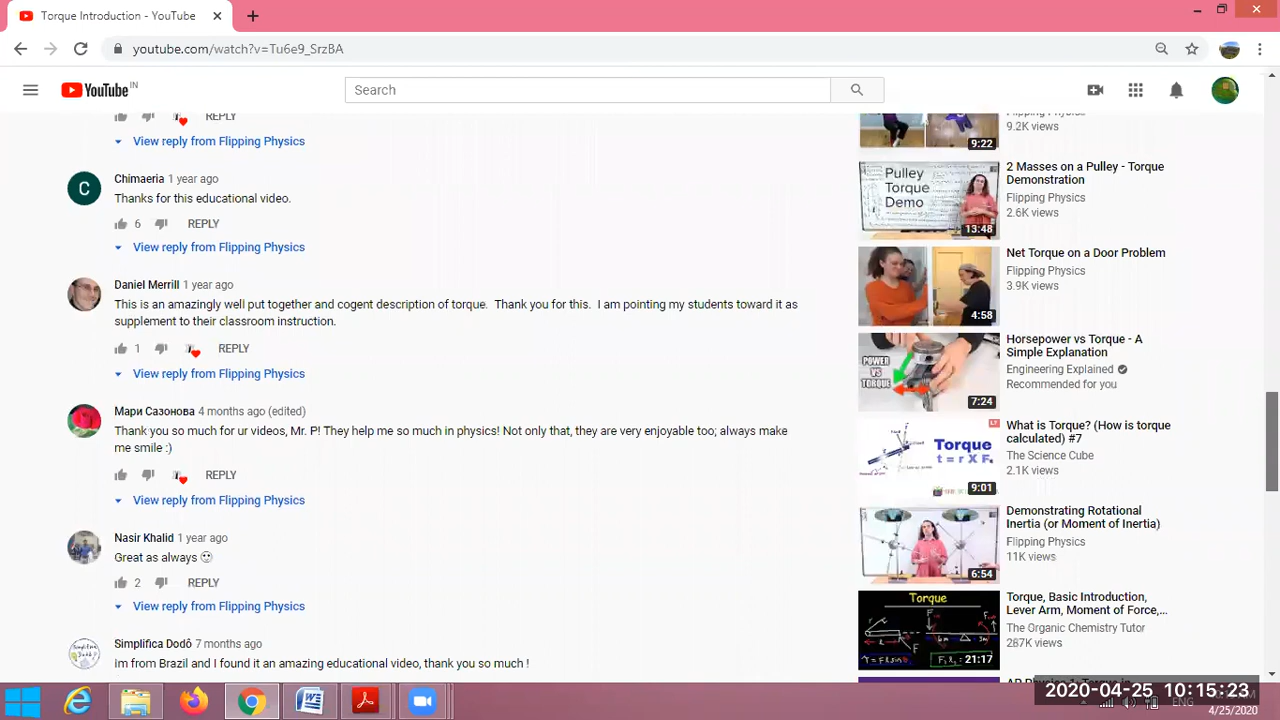 Torque Introduction - YouTube
youtube.com/watch?v=Tu6e9_SrzBA
YouTube IN
Search
REPLY
View reply from Flipping Physics
Chimaeria 1 year ago
Thanks for this educational video.
6 REPLY
View reply from Flipping Physics
Daniel Merrill 1 year ago
This is an amazingly well put together and cogent description of torque. Thank you for this. I am pointing my students toward it as
supplement to their classroom instruction.
1 REPLY
View reply from Flipping Physics
Мари Сазонова 4 months ago (edited)
Thank you so much for ur videos Mr. P! They help me so much in physics! Not only that, they are very enjoyable too; always make
me smile :)
REPLY
View reply from Flipping Physics
Nasir Khalid 1 year ago
Great as always
2 REPLY
View reply from Flipping Physics
7 months ago
im from Brazil and I found it an amazing educational video, thank you so much !
9:22
Flipping Physics
9.2K views
Pulley
Torque
Demo
13:48
2 Masses on a Pulley - Torque
Demonstration
Flipping Physics
2.6K views
4:58
Net Torque on a Door Problem
Flipping Physics
3.9K views
POWER
VS
TORQUE
7:24
Horsepower vs Torque - A
Simple Explanation
Engineering Explained
Recommended for you
Torque
t = r X F
9:01
What is Torque? (How is torque
calculated) #7
The Science Cube
2.1K views
6:54
Demonstrating Rotational
Inertia (or Moment of Inertia)
Flipping Physics
11K views
Torque
21:17
Torque, Basic Introduction,
Lever Arm, Moment of Force,...
The Organic Chemistry Tutor
267K views
2020-04-25 10:15:23
ENG
4/25/2020